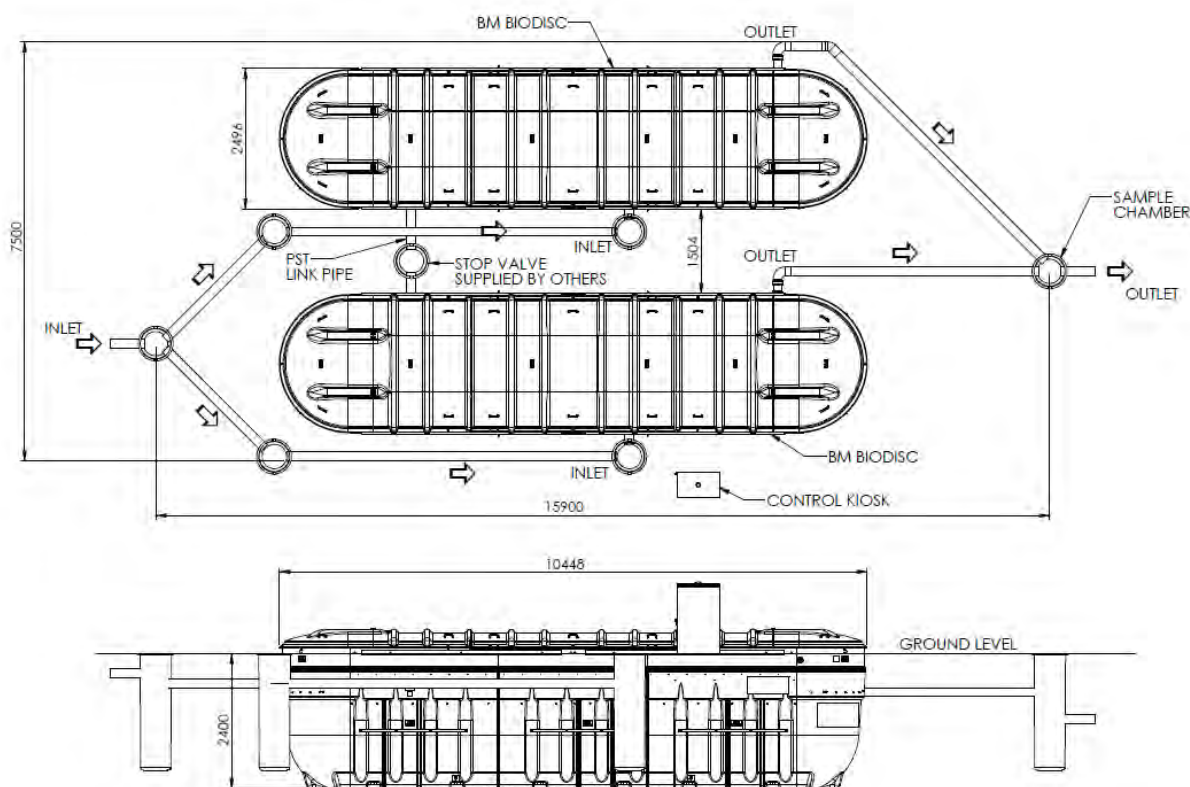 BM BIODISC
OUTLET
2496
7500
SAMPLE
CHAMBER
INLET
PST
LINK PIPE
STOP VALVE
SUPPLIED BY OTHERS
1504
OUTLET
OUTLET
INLET
BM BIODISC
INLET
CONTROL KIOSK
15900
10448
GROUND LEVEL
2400